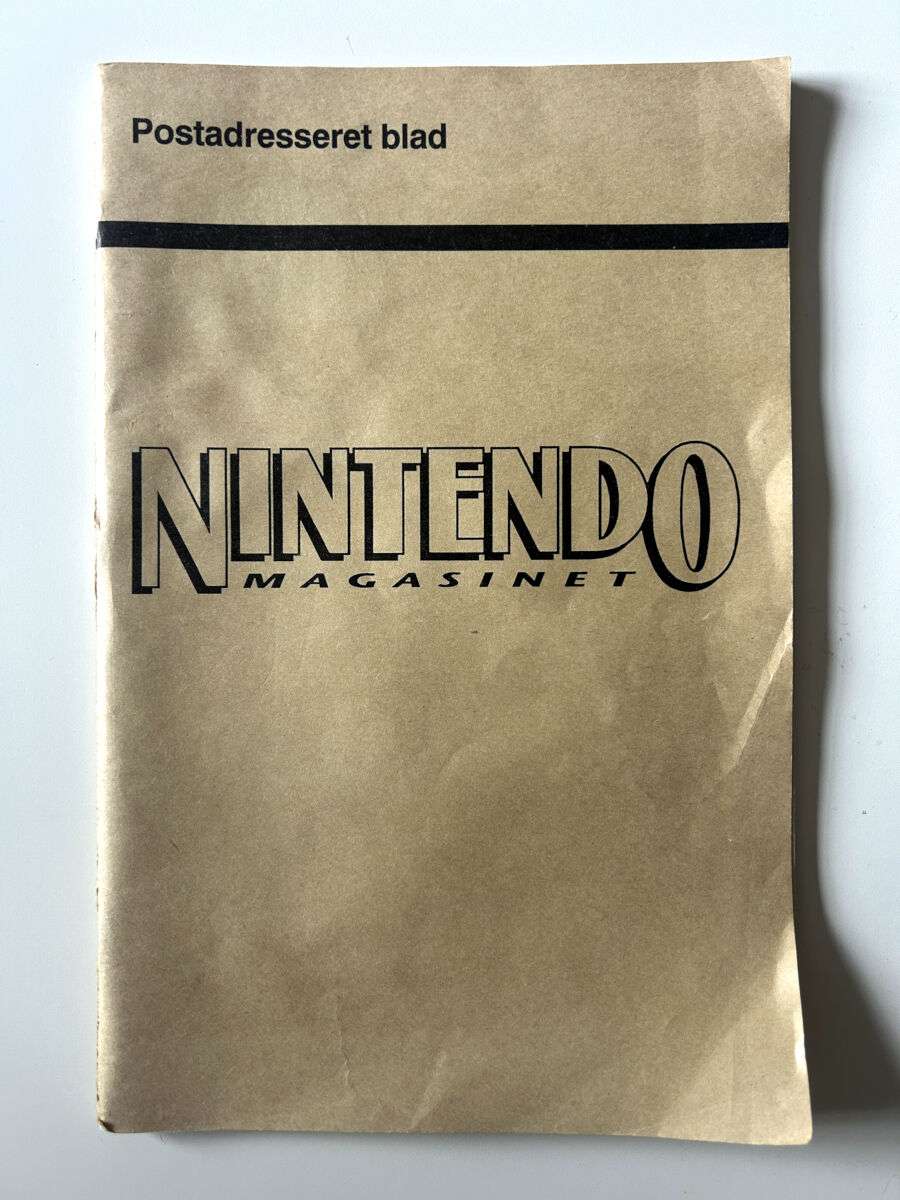 Postadresseret blad
NINTENDO
MAGASINET